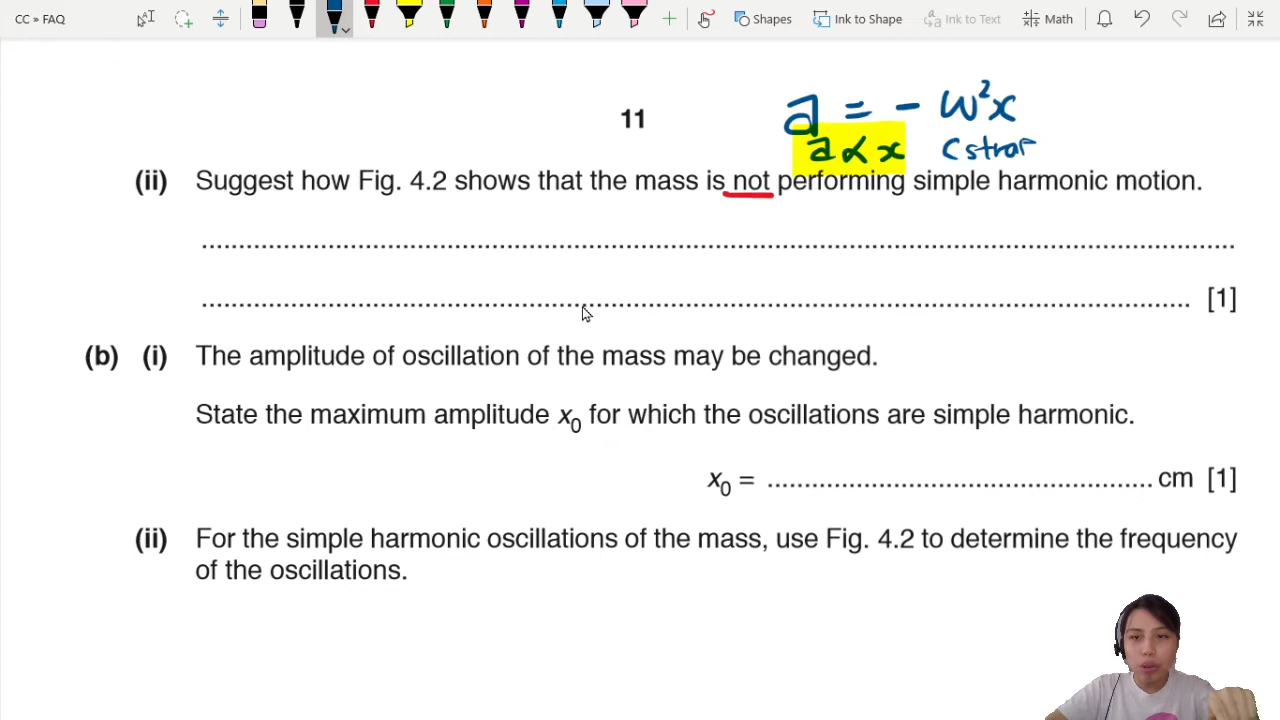 CC » FAQ
Shapes
Ink to Shape
Ink to Text
Math
a = - ω²x
11
a ∝ x
(ii) Suggest how Fig. 4.2 shows that the mass is not performing simple harmonic motion.
[1]
(b) (i) The amplitude of oscillation of the mass may be changed.
State the maximum amplitude x₀ for which the oscillations are simple harmonic.
x₀ = ................................................... cm [1]
(ii) For the simple harmonic oscillations of the mass, use Fig. 4.2 to determine the frequency
of the oscillations.